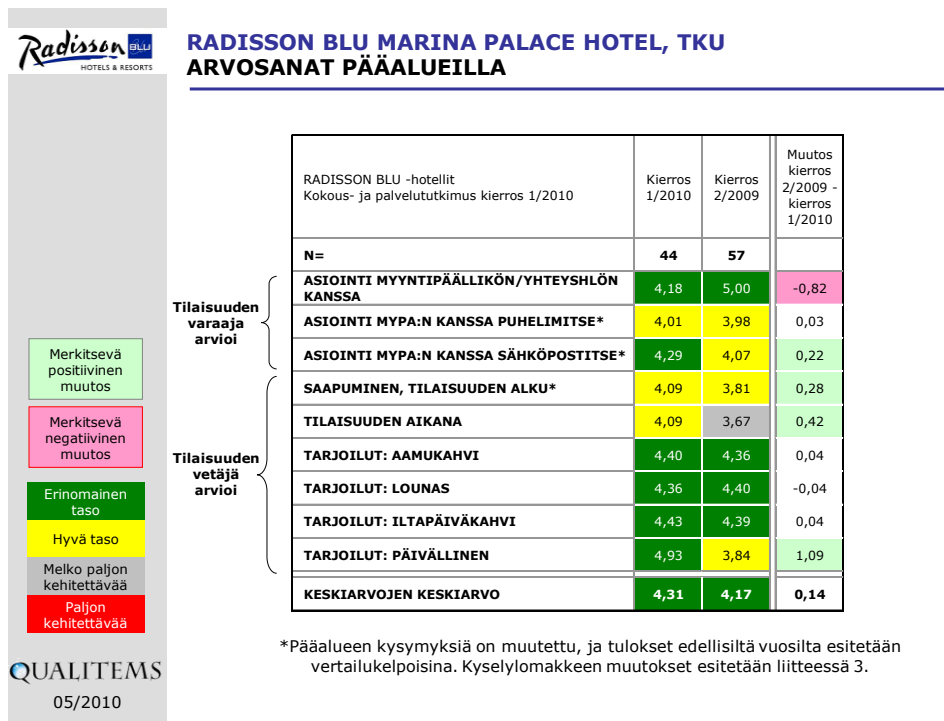 Radisson BLU
HOTELS & RESORTS
RADISSON BLU MARINA PALACE HOTEL, TKU
ARVOSANAT PÄÄALUEILLA
RADISSON BLU -hotellit
Kokous- ja palvelututkimus kierros 1/2010
Kierros
1/2010
Kierros
2/2009
Muutos
kierros
2/2009 -
kierros
1/2010
N= 44 57
Tilaisuuden
varaaja
arvioi
ASIOINTI MYYNTIPÄÄLLIKÖN/YHTEYSHLÖN
KANSSA 4,18 5,00 -0,82
ASIOINTI MYPA:N KANSSA PUHELIMITSE* 4,01 3,98 0,03
ASIOINTI MYPA:N KANSSA SÄHKÖPOSTITSE* 4,29 4,07 0,22
Tilaisuuden
vetäjä
arvioi
SAAPUMINEN, TILAISUUDEN ALKU* 4,09 3,81 0,28
TILAISUUDEN AIKANA 4,09 3,67 0,42
TARJOILUT: AAMUKAHVI 4,40 4,36 0,04
TARJOILUT: LOUNAS 4,36 4,40 -0,04
TARJOILUT: ILTAPÄIVÄKAHVI 4,43 4,39 0,04
TARJOILUT: PÄIVÄLLINEN 4,93 3,84 1,09
KESKIARVOJEN KESKIARVO 4,31 4,17 0,14
Merkitsevä
positiivinen
muutos
Merkitsevä
negatiivinen
muutos
Erinomainen
taso
Hyvä taso
Melko paljon
kehitettävää
Paljon
kehitettävää
*Pääalueen kysymyksiä on muutettu, ja tulokset edellisiltä vuosilta esitetään
vertailukelpoisina. Kyselylomakkeen muutokset esitetään liitteessä 3.
QUALITEMS
05/2010